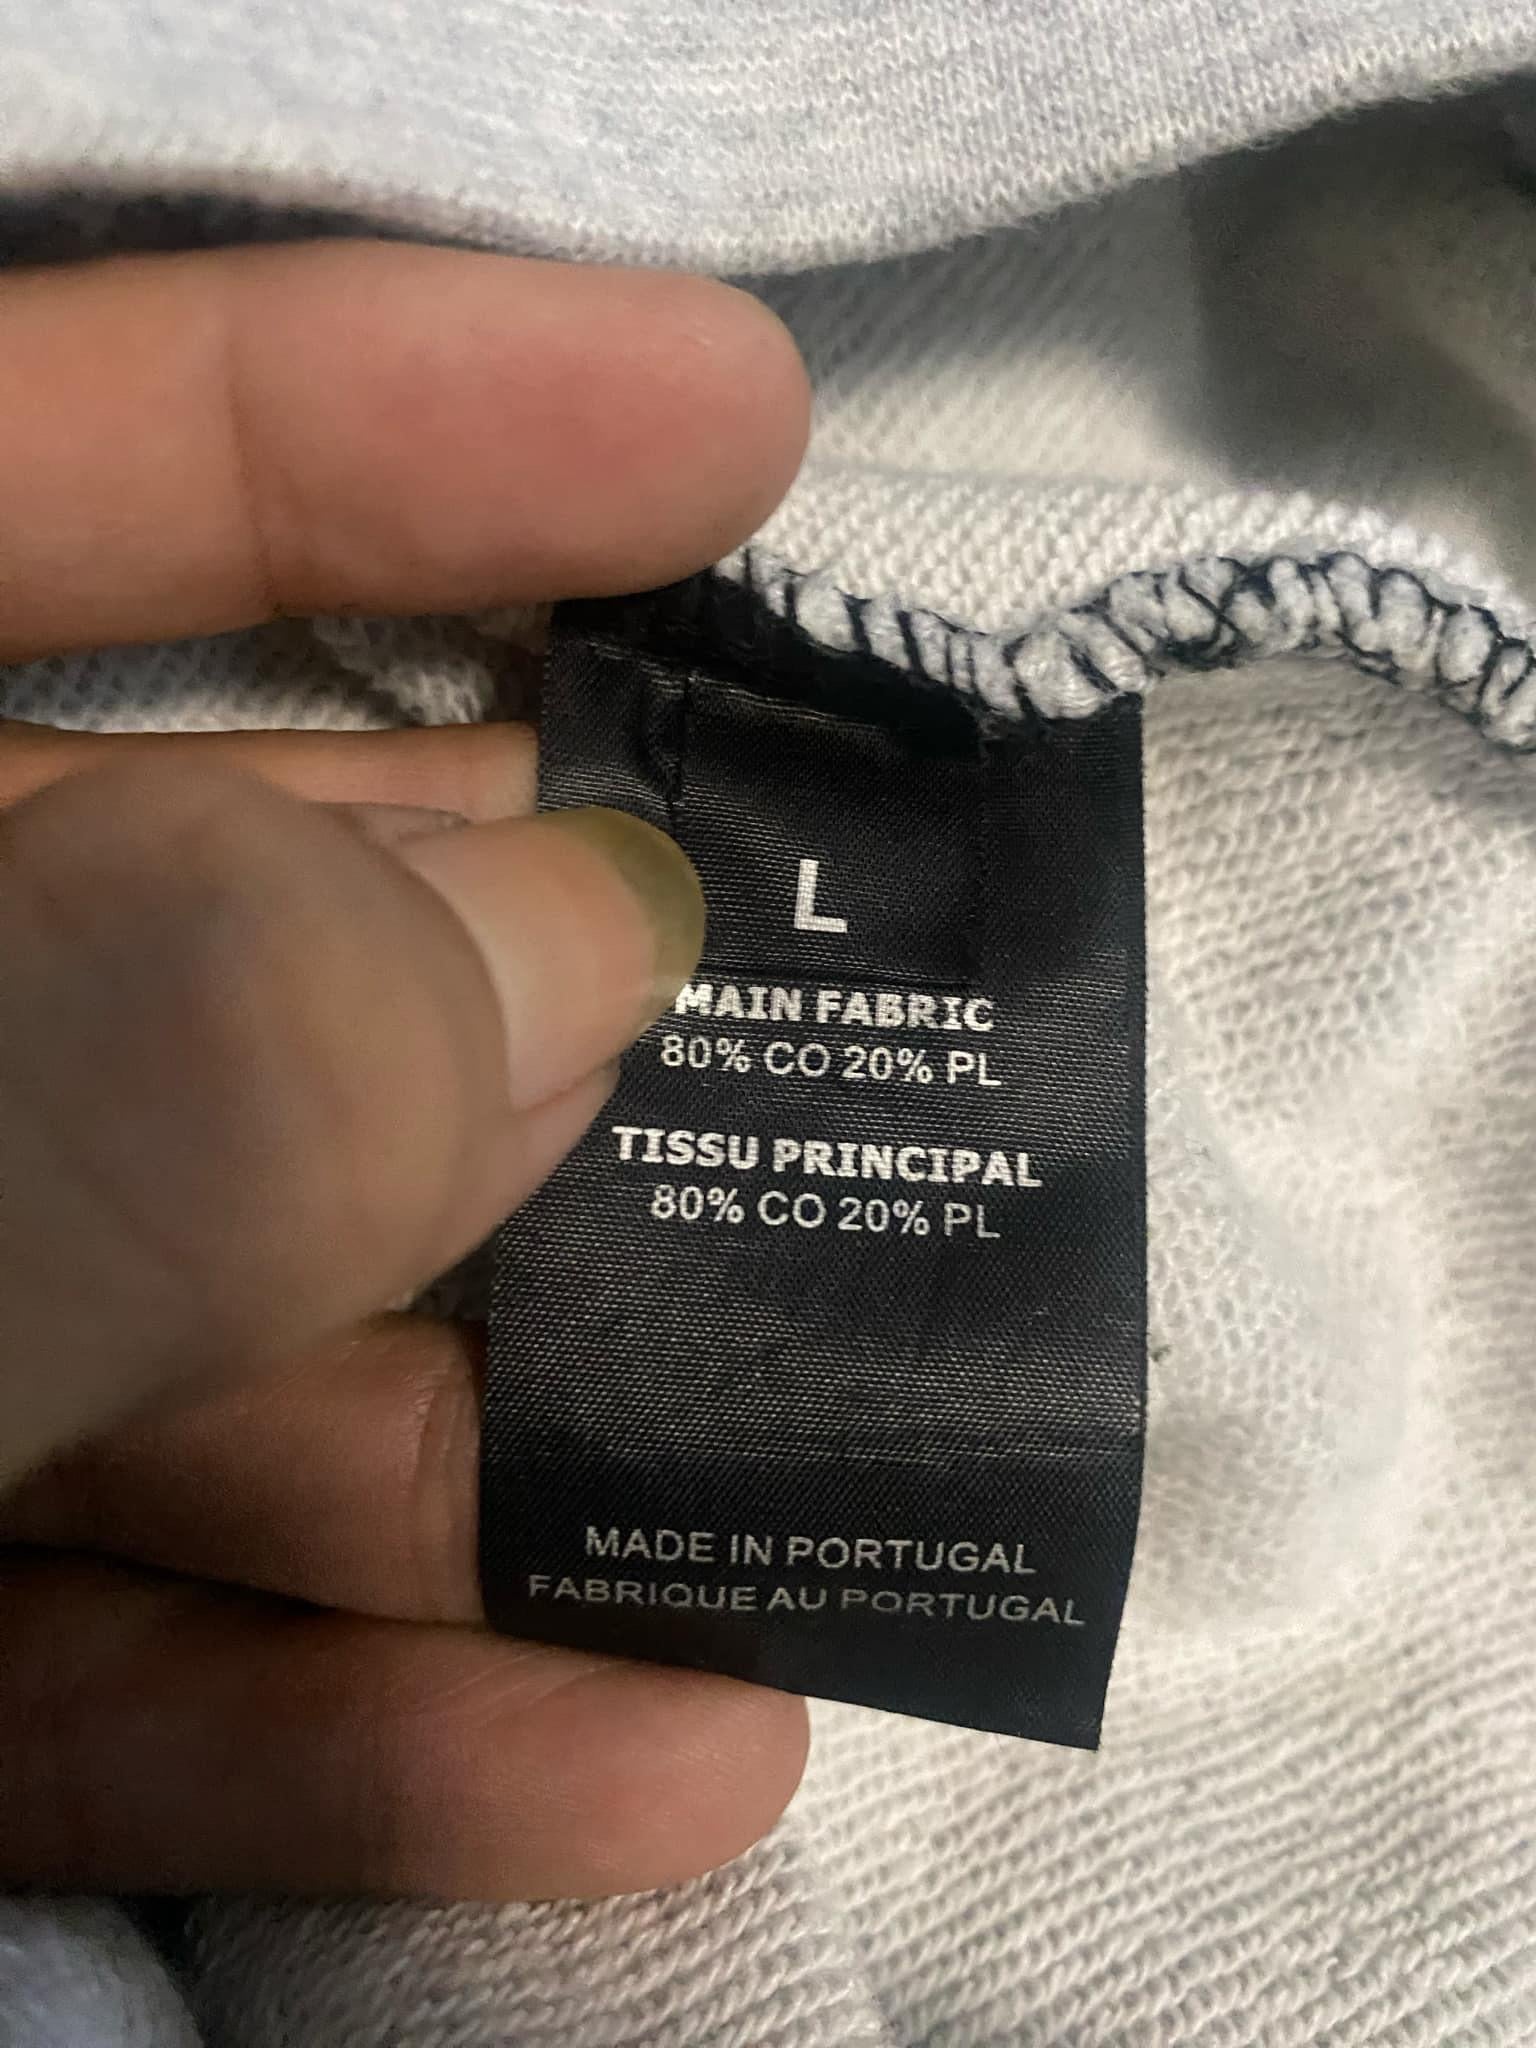 L
MAIN FABRIC
80% CO 20% PL
TISSU PRINCIPAL
80% CO 20% PL
MADE IN PORTUGAL
FABRIQUE AU PORTUGAL